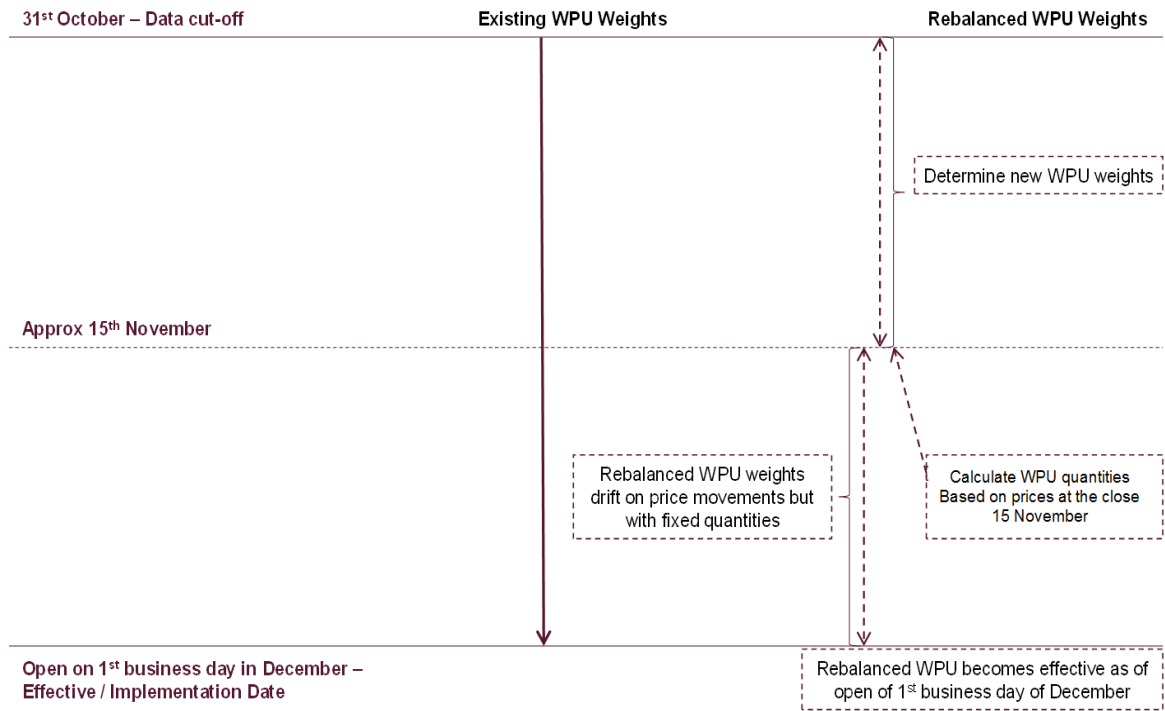 31st October – Data cut-off
Existing WPU Weights
Rebalanced WPU Weights
Determine new WPU weights
Approx 15th November
Rebalanced WPU weights
drift on price movements but
with fixed quantities
Calculate WPU quantities
Based on prices at the close
15 November
Open on 1st business day in December –
Effective / Implementation Date
Rebalanced WPU becomes effective as of
open of 1st business day of December